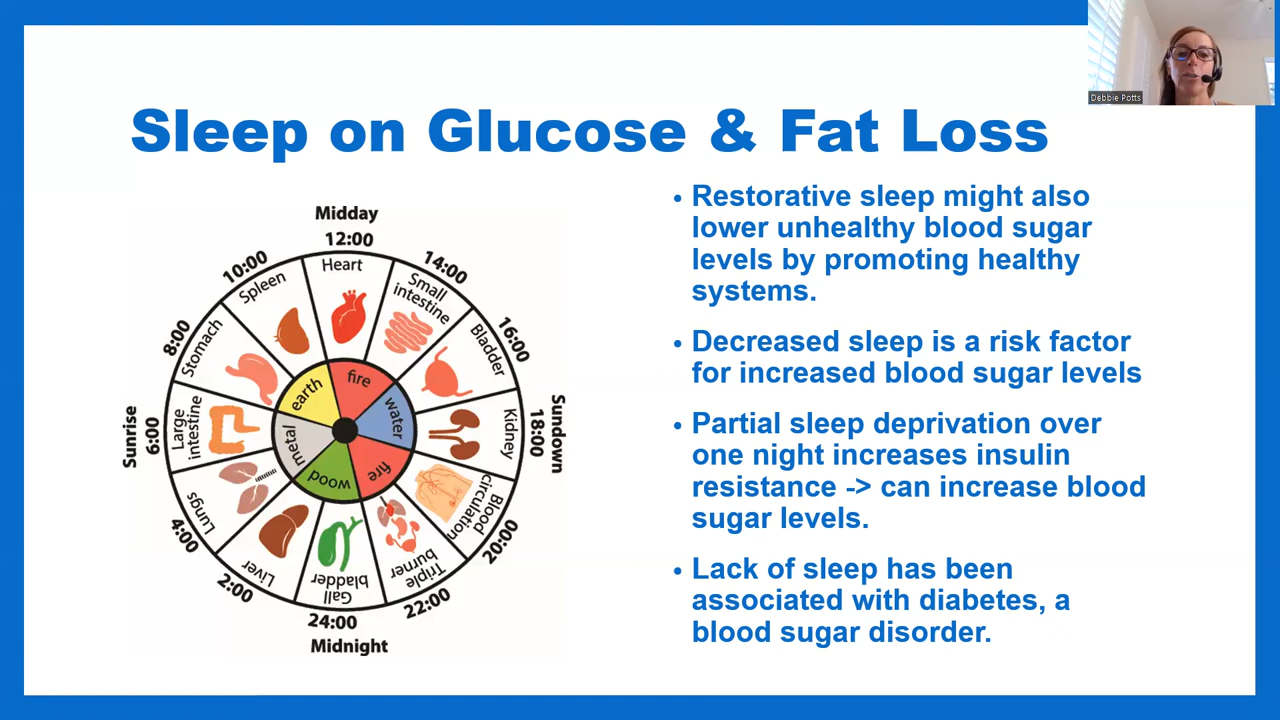 Debbie Potts
Sleep on Glucose & Fat Loss
Midday
12:00
10:00
14:00
Heart
Spleen
Small
intestine
8:00
16:00
Stomach
Bladder
earth
fire
water
Sunrise
6:00
Large
intestine
Kidney
18:00
Sundown
metal
wood
fire
Lungs
Blood
circulation
4:00
20:00
Liver
Gall
bladder
Triple
burner
2:00
22:00
24:00
Midnight
• Restorative sleep might also
lower unhealthy blood sugar
levels by promoting healthy
systems.
• Decreased sleep is a risk factor
for increased blood sugar levels
• Partial sleep deprivation over
one night increases insulin
resistance -> can increase blood
sugar levels.
• Lack of sleep has been
associated with diabetes, a
blood sugar disorder.